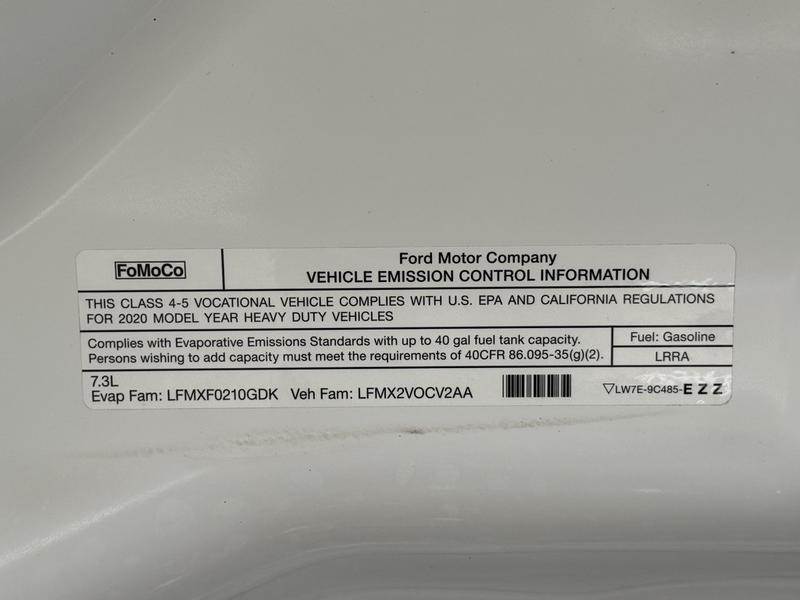 FoMoCo
Ford Motor Company
VEHICLE EMISSION CONTROL INFORMATION
THIS CLASS 4-5 VOCATIONAL VEHICLE COMPLIES WITH U.S. EPA AND CALIFORNIA REGULATIONS
FOR 2020 MODEL YEAR HEAVY DUTY VEHICLES
Complies with Evaporative Emissions Standards with up to 40 gal fuel tank capacity.
Persons wishing to add capacity must meet the requirements of 40CFR 86.095-35(g)(2).
Fuel: Gasoline
LRRA
7.3L
Evap Fam: LFMXF0210GDK Veh Fam: LFMX2VOCV2AA
▽LW7E-9C485-EZZ